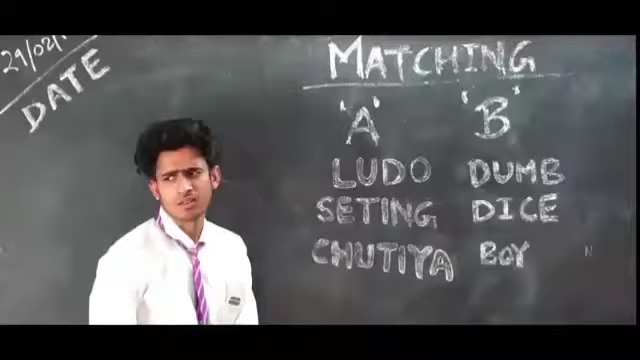 29/02/
DATE
MATCHING
'A' 'B'
LUDO DUMB
SETING DICE
CHUTIYA BOY
N